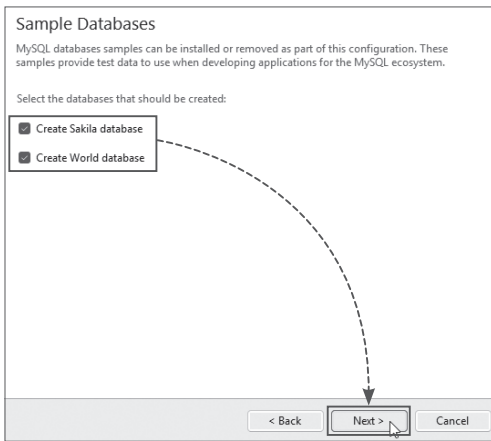 Sample Databases
MySQL databases samples can be installed or removed as part of this configuration. These
samples provide test data to use when developing applications for the MySQL ecosystem.
Select the databases that should be created:
Create Sakila database
Create World database
< Back
Next >
Cancel